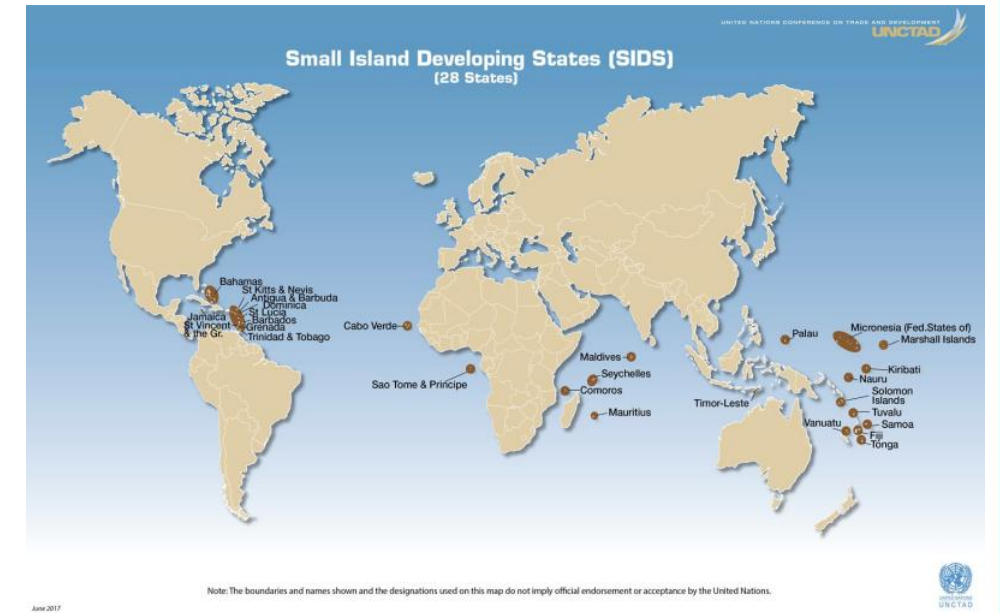 UNITED NATIONS CONFERENCE ON TRADE AND DEVELOPMENT
UNCTAD
Small Island Developing States (SIDS)
(28 States)
Bahamas
St Kitts & Nevis
Antigua & Barbuda
Dominica
St Lucia
Barbados
Grenada
Trinidad & Tobago
Jamaica
St Vincent
& the Gr.
Cabo Verde
Sao Tome & Principe
Maldives
Seychelles
Comoros
Mauritius
Timor-Leste
Palau
Micronesia (Fed.States of)
Marshall Islands
Kiribati
Nauru
Solomon
Islands
Tuvalu
Samoa
Vanuatu
Fiji
Tonga
Note: The boundaries and names shown and the designations used on this map do not imply official endorsement or acceptance by the United Nations.
June 2017
UNITED NATIONS
UNCTAD